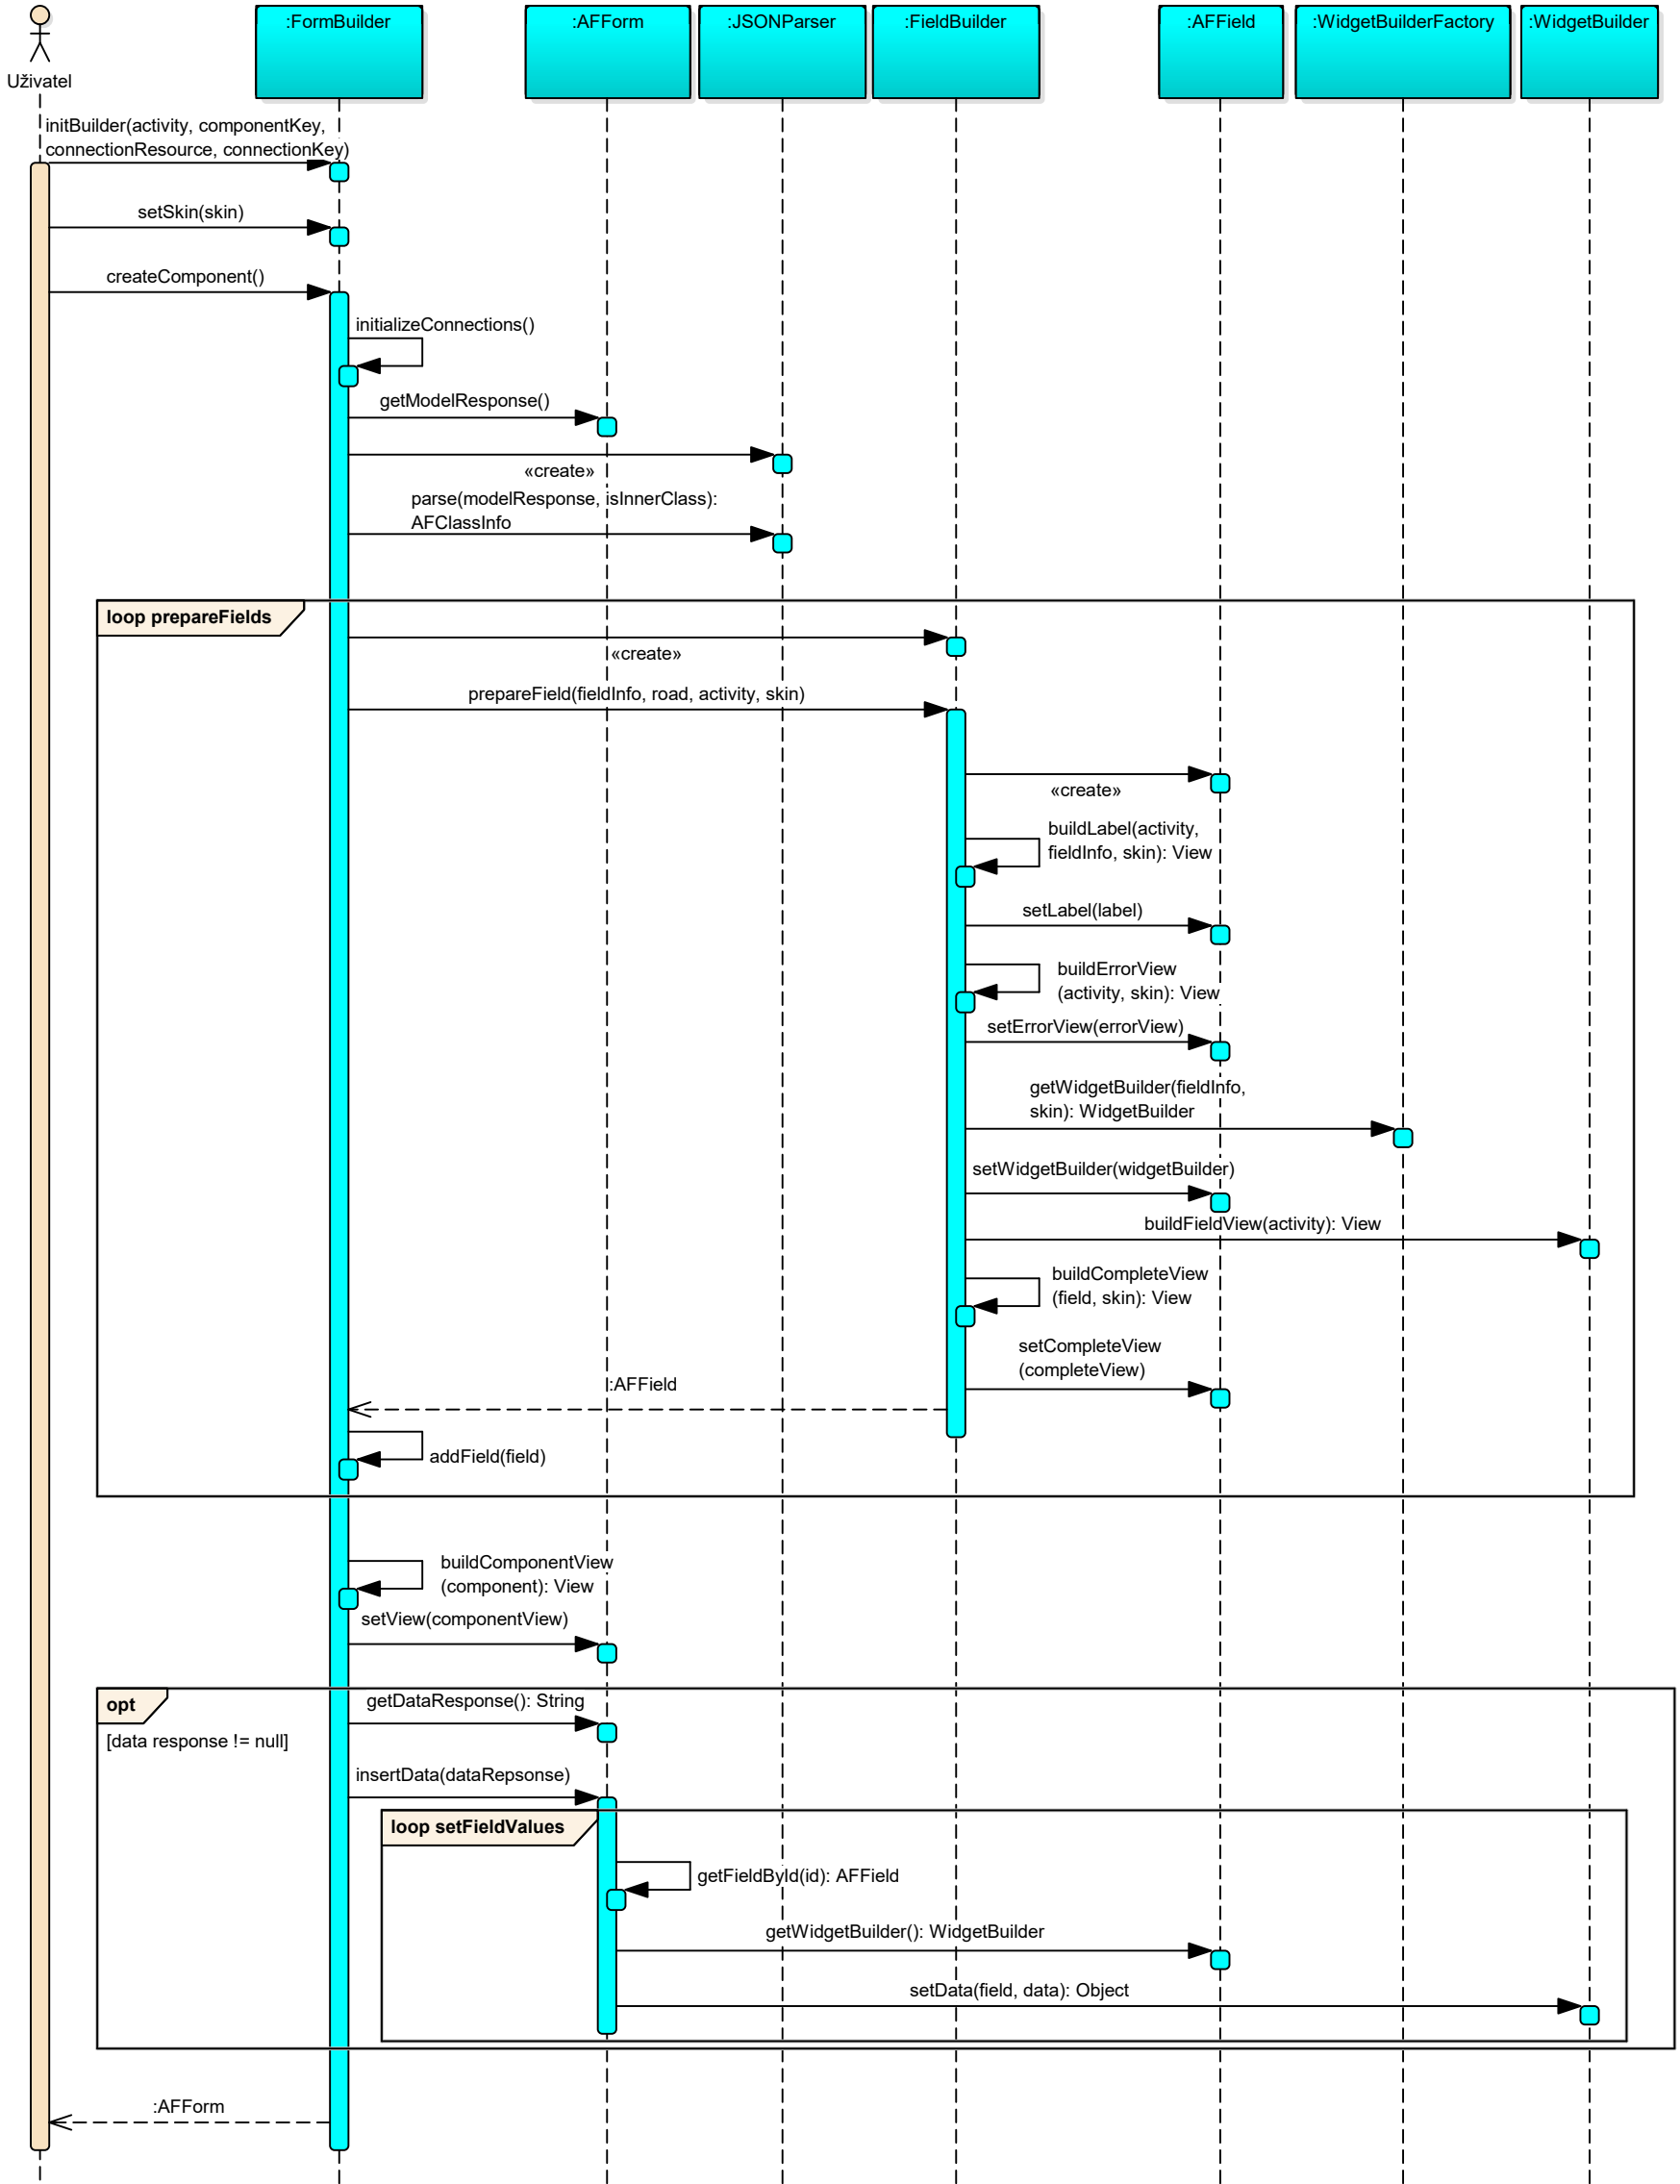 :FormBuilder
:AFForm
:JSONParser
:FieldBuilder
:AFField
:WidgetBuilderFactory
:WidgetBuilder
Uživatel
initBuilder(activity, componentKey,
connectionResource, connectionKey)
setSkin(skin)
createComponent()
initializeConnections()
getModelResponse()
«create»
parse(modelResponse, isInnerClass):
AFClassInfo
loop prepareFields
«create»
prepareField(fieldInfo, road, activity, skin)
«create»
buildLabel(activity,
fieldInfo, skin): View
setLabel(label)
buildErrorView
(activity, skin): View
setErrorView(errorView)
getWidgetBuilder(fieldInfo,
skin): WidgetBuilder
setWidgetBuilder(widgetBuilder)
buildFieldView(activity): View
buildCompleteView
(field, skin): View
setCompleteView
(completeView)
:AFField
addField(field)
buildComponentView
(component): View
setView(componentView)
opt
getDataResponse(): String
[data response != null]
insertData(dataRepsonse)
loop setFieldValues
getFieldById(id): AFField
getWidgetBuilder(): WidgetBuilder
setData(field, data): Object
:AFForm